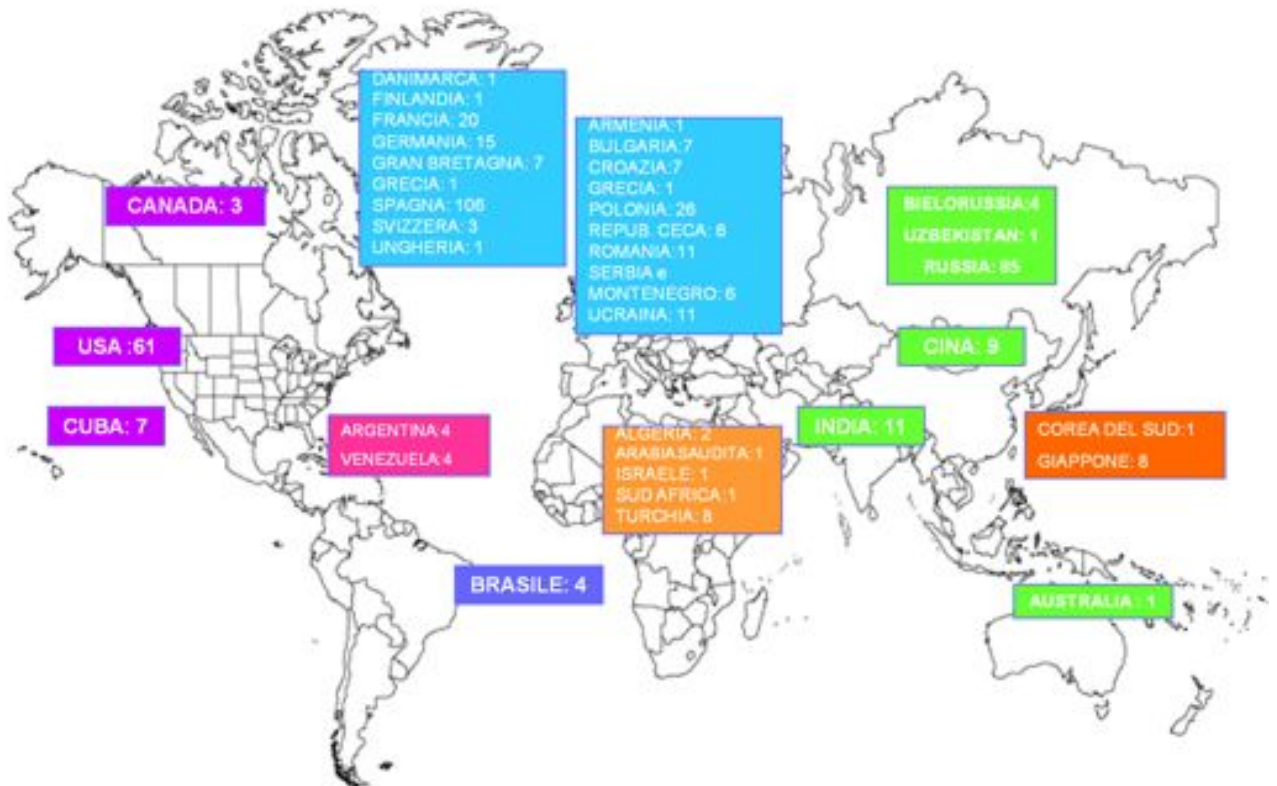 DANIMARCA: 1
FINLANDIA: 1
FRANCIA: 20
GERMANIA: 15
GRAN BRETAGNA: 7
GRECIA: 1
SPAGNA: 106
SVIZZERA: 3
UNGHERIA: 1
ARMENIA:1
BULGARIA:7
CROAZIA:7
GRECIA: 1
POLONIA: 26
REPUB. CECA: 6
ROMANIA:11
SERBIA e
MONTENEGRO: 6
UCRAINA: 11
CANADA: 3
BIELORUSSIA:4
UZBEKISTAN: 1
RUSSIA: 85
USA :61
CINA: 9
CUBA: 7
ARGENTINA:4
VENEZUELA:4
ALGERIA: 2
ARABIASAUDITA:1
ISRAELE: 1
SUD AFRICA:1
TURCHIA: 8
INDIA: 11
COREA DEL SUD:1
GIAPPONE: 8
BRASILE: 4
AUSTRALIA : 1